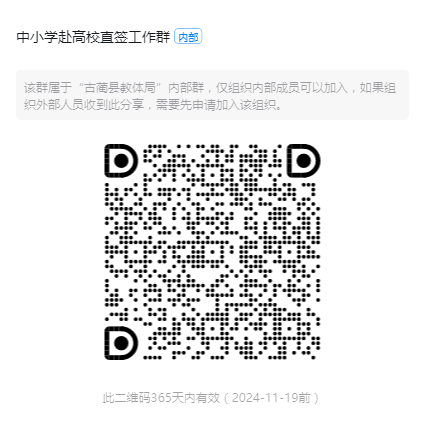 中小学赴高校直签工作群 内部
该群属于“古蔺县教体局”内部群，仅组织内部成员可以加入，如果组
织外部人员收到此分享，需要先申请加入该组织。
此二维码365天内有效（2024-11-19前）